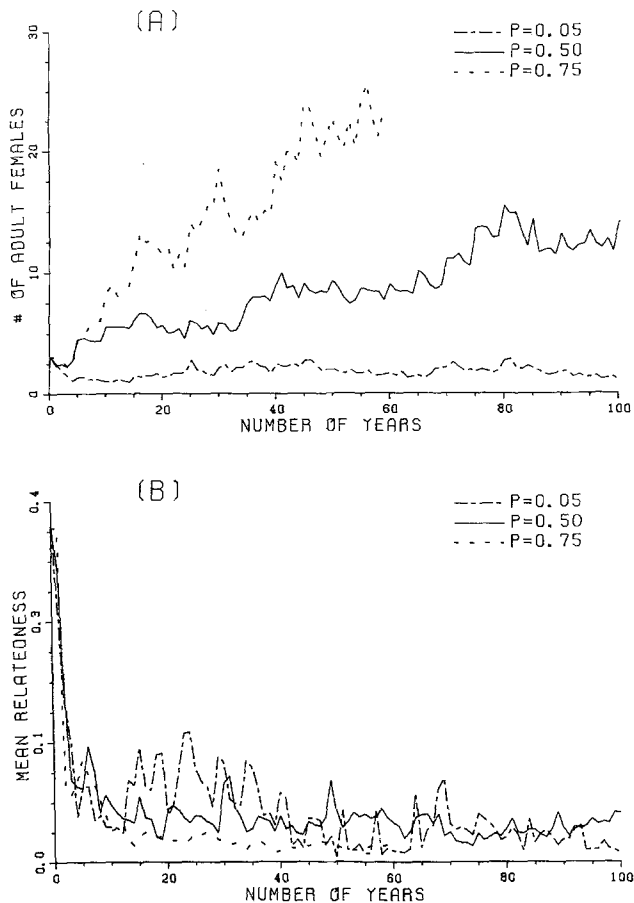 (A)
P=0.05
P=0.50
P=0.75
30
20
10
0
# OF ADULT FEMALES
0 20 40 60 80 100
NUMBER OF YEARS
(B)
P=0.05
P=0.50
P=0.75
0.4
0.3
0.1
0.0
MEAN RELATEDNESS
0 20 40 60 80 100
NUMBER OF YEARS